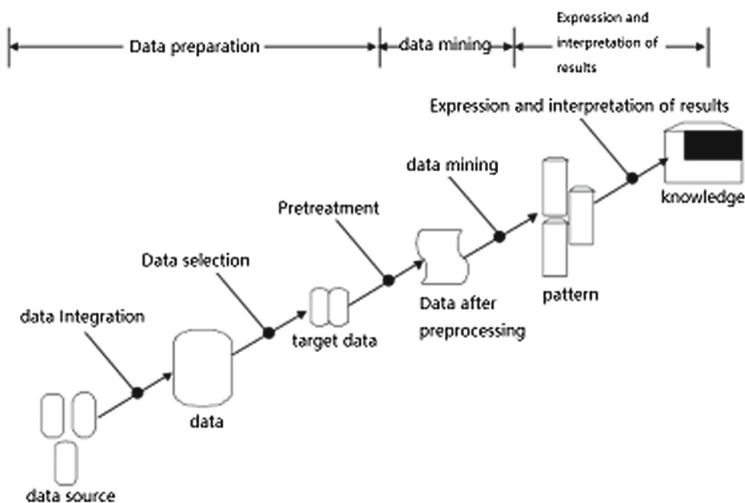 Data preparation
data mining
Expression and
interpretation of
results
Expression and interpretation of results
data mining
knowledge
Pretreatment
Data selection
pattern
Data after
preprocessing
data Integration
target data
data
data source